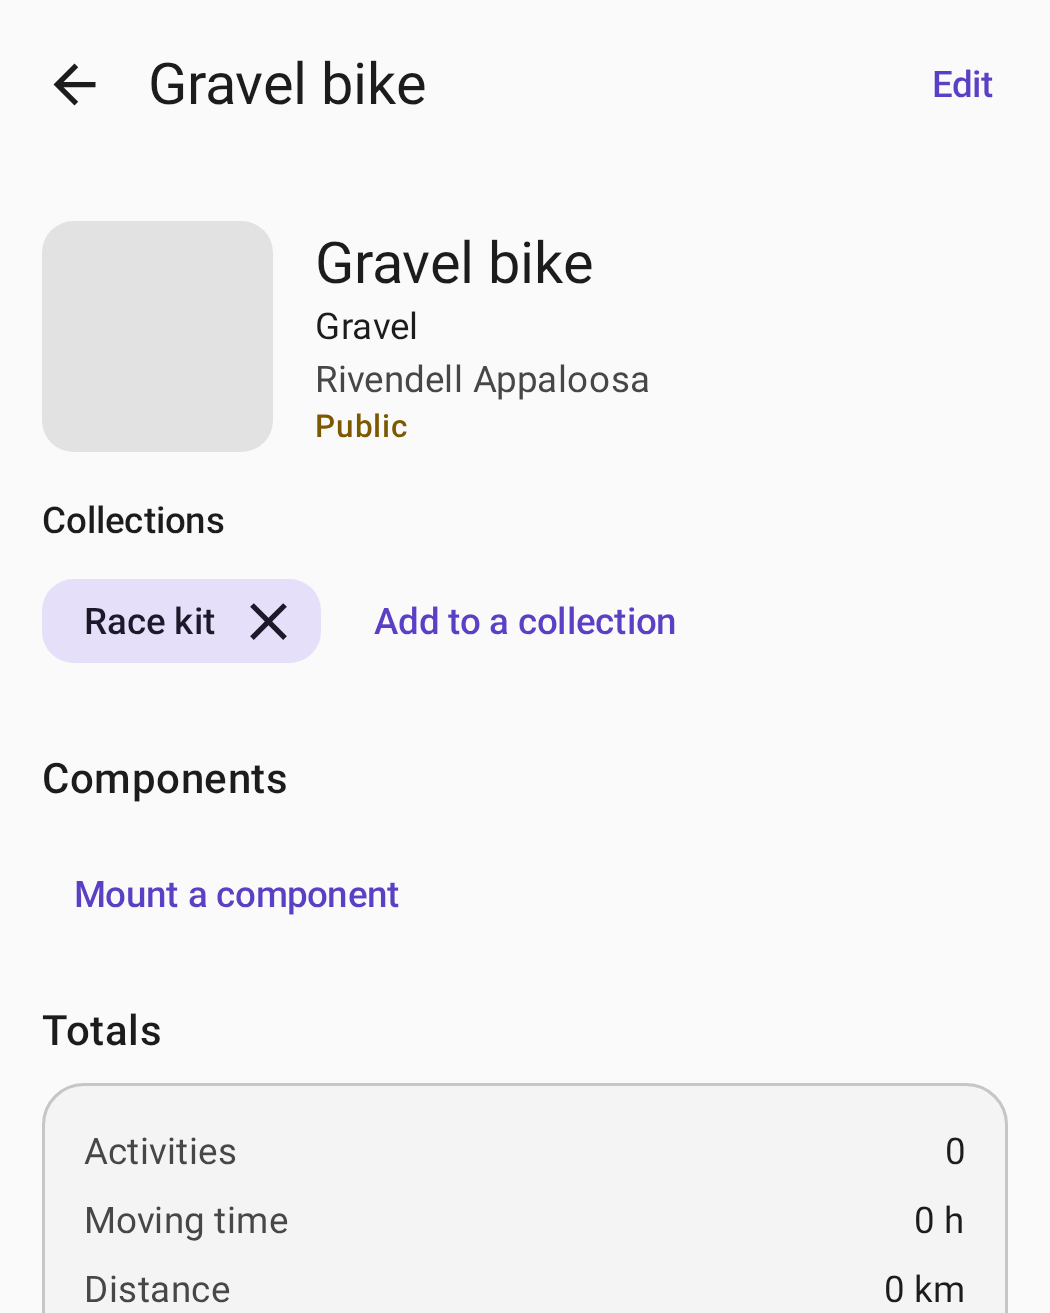 Gravel bike
Edit
Gravel bike
Gravel
Rivendell Appaloosa
Public
Collections
Race kit
Add to a collection
Components
Mount a component
Totals
Activities 0
Moving time 0 h
Distance 0 km